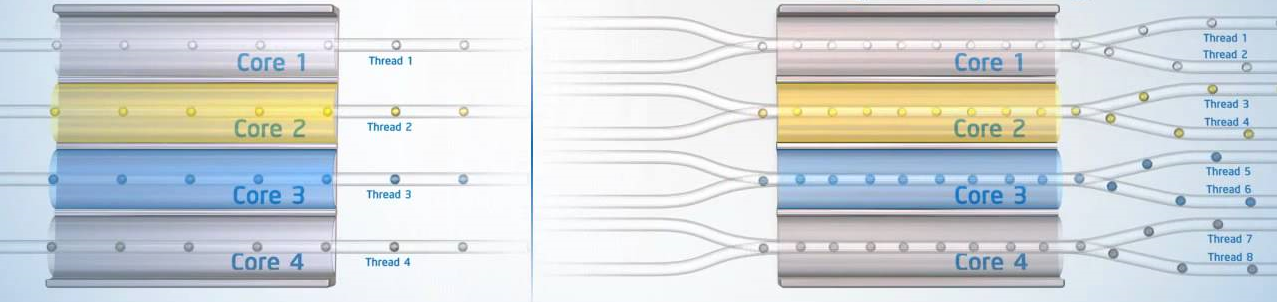 Core 1
Thread 1
Core 2
Thread 2
Core 3
Thread 3
Core 4
Thread 4
Core 1
Thread 1
Thread 2
Core 2
Thread 3
Thread 4
Core 3
Thread 5
Thread 6
Core 4
Thread 7
Thread 8